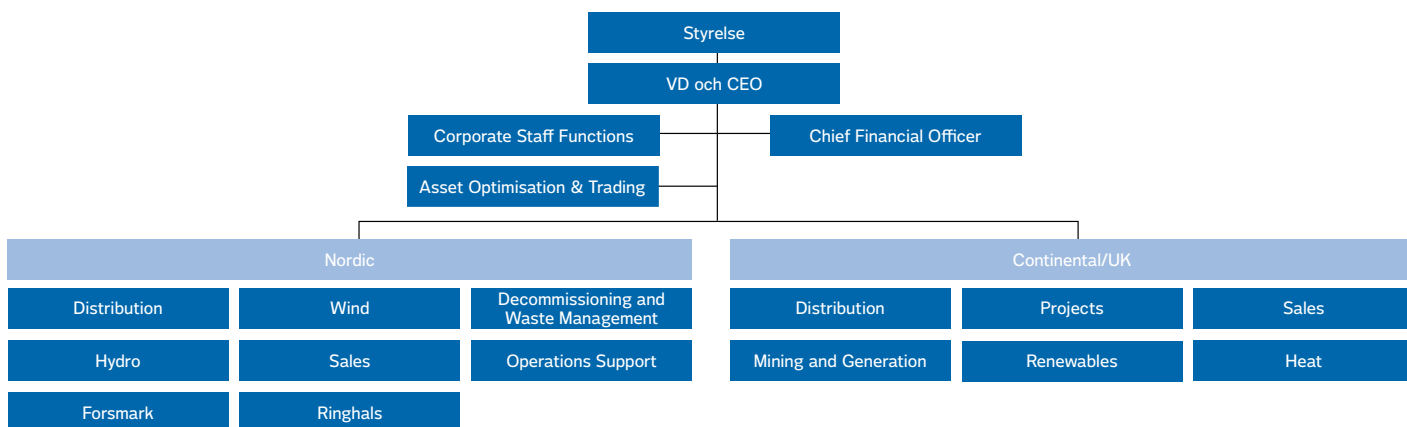 Styrelse
VD och CEO
Corporate Staff Functions
Chief Financial Officer
Asset Optimisation & Trading
Nordic
Continental/UK
Distribution
Wind
Decommissioning and
Waste Management
Distribution
Projects
Sales
Hydro
Sales
Operations Support
Mining and Generation
Renewables
Heat
Forsmark
Ringhals